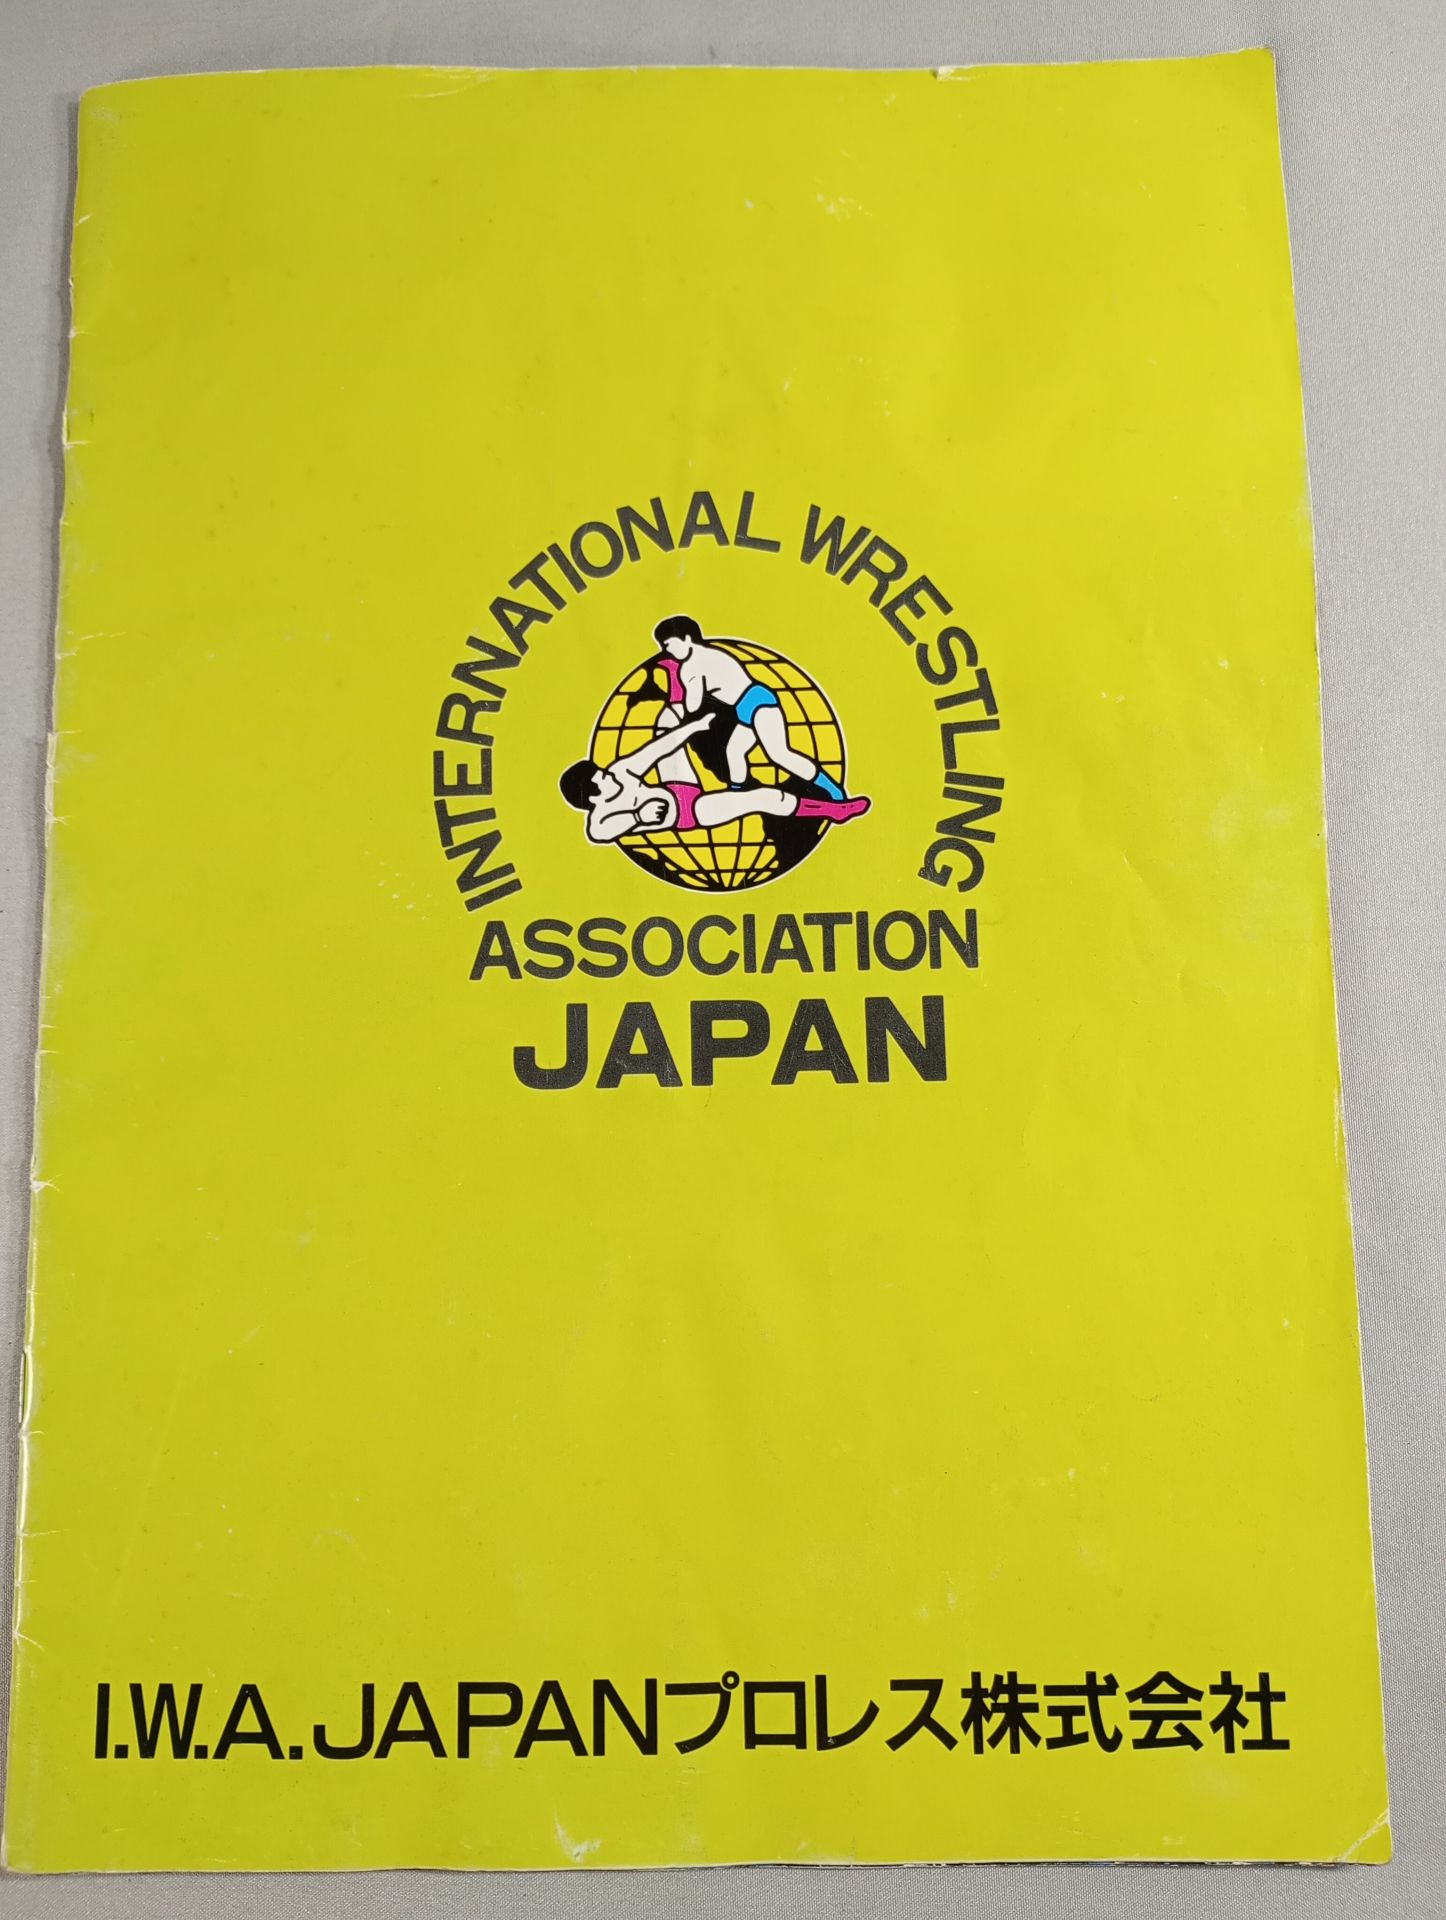 INTERNATIONAL WRESTLING
ASSOCIATION
JAPAN
I.W.A.JAPANプロレス株式会社